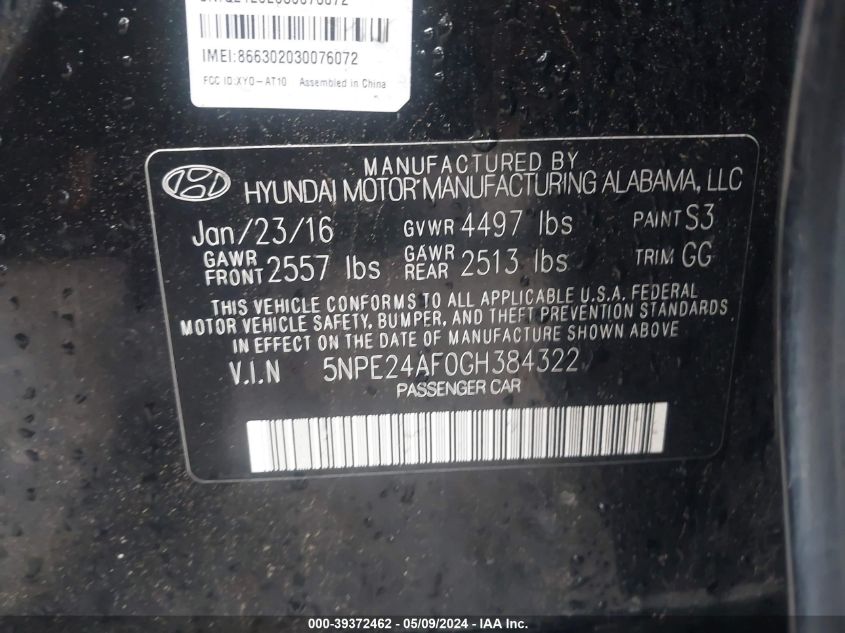 IMEI:866302030076072
FCC ID:XYO-AT10 Assembled in China
MANUFACTURED BY
HYUNDAI MOTOR MANUFACTURING ALABAMA, LLC
Jan/23/16 GVWR 4497 lbs PAINT S3
GAWR FRONT 2557 lbs GAWR REAR 2513 lbs TRIM GG
THIS VEHICLE CONFORMS TO ALL APPLICABLE U.S.A. FEDERAL
MOTOR VEHICLE SAFETY, BUMPER, AND THEFT PREVENTION STANDARDS
IN EFFECT ON THE DATE OF MANUFACTURE SHOWN ABOVE
V.I.N 5NPE24AF0GH384322
PASSENGER CAR
000-39372462 - 05/09/2024 - IAA Inc.